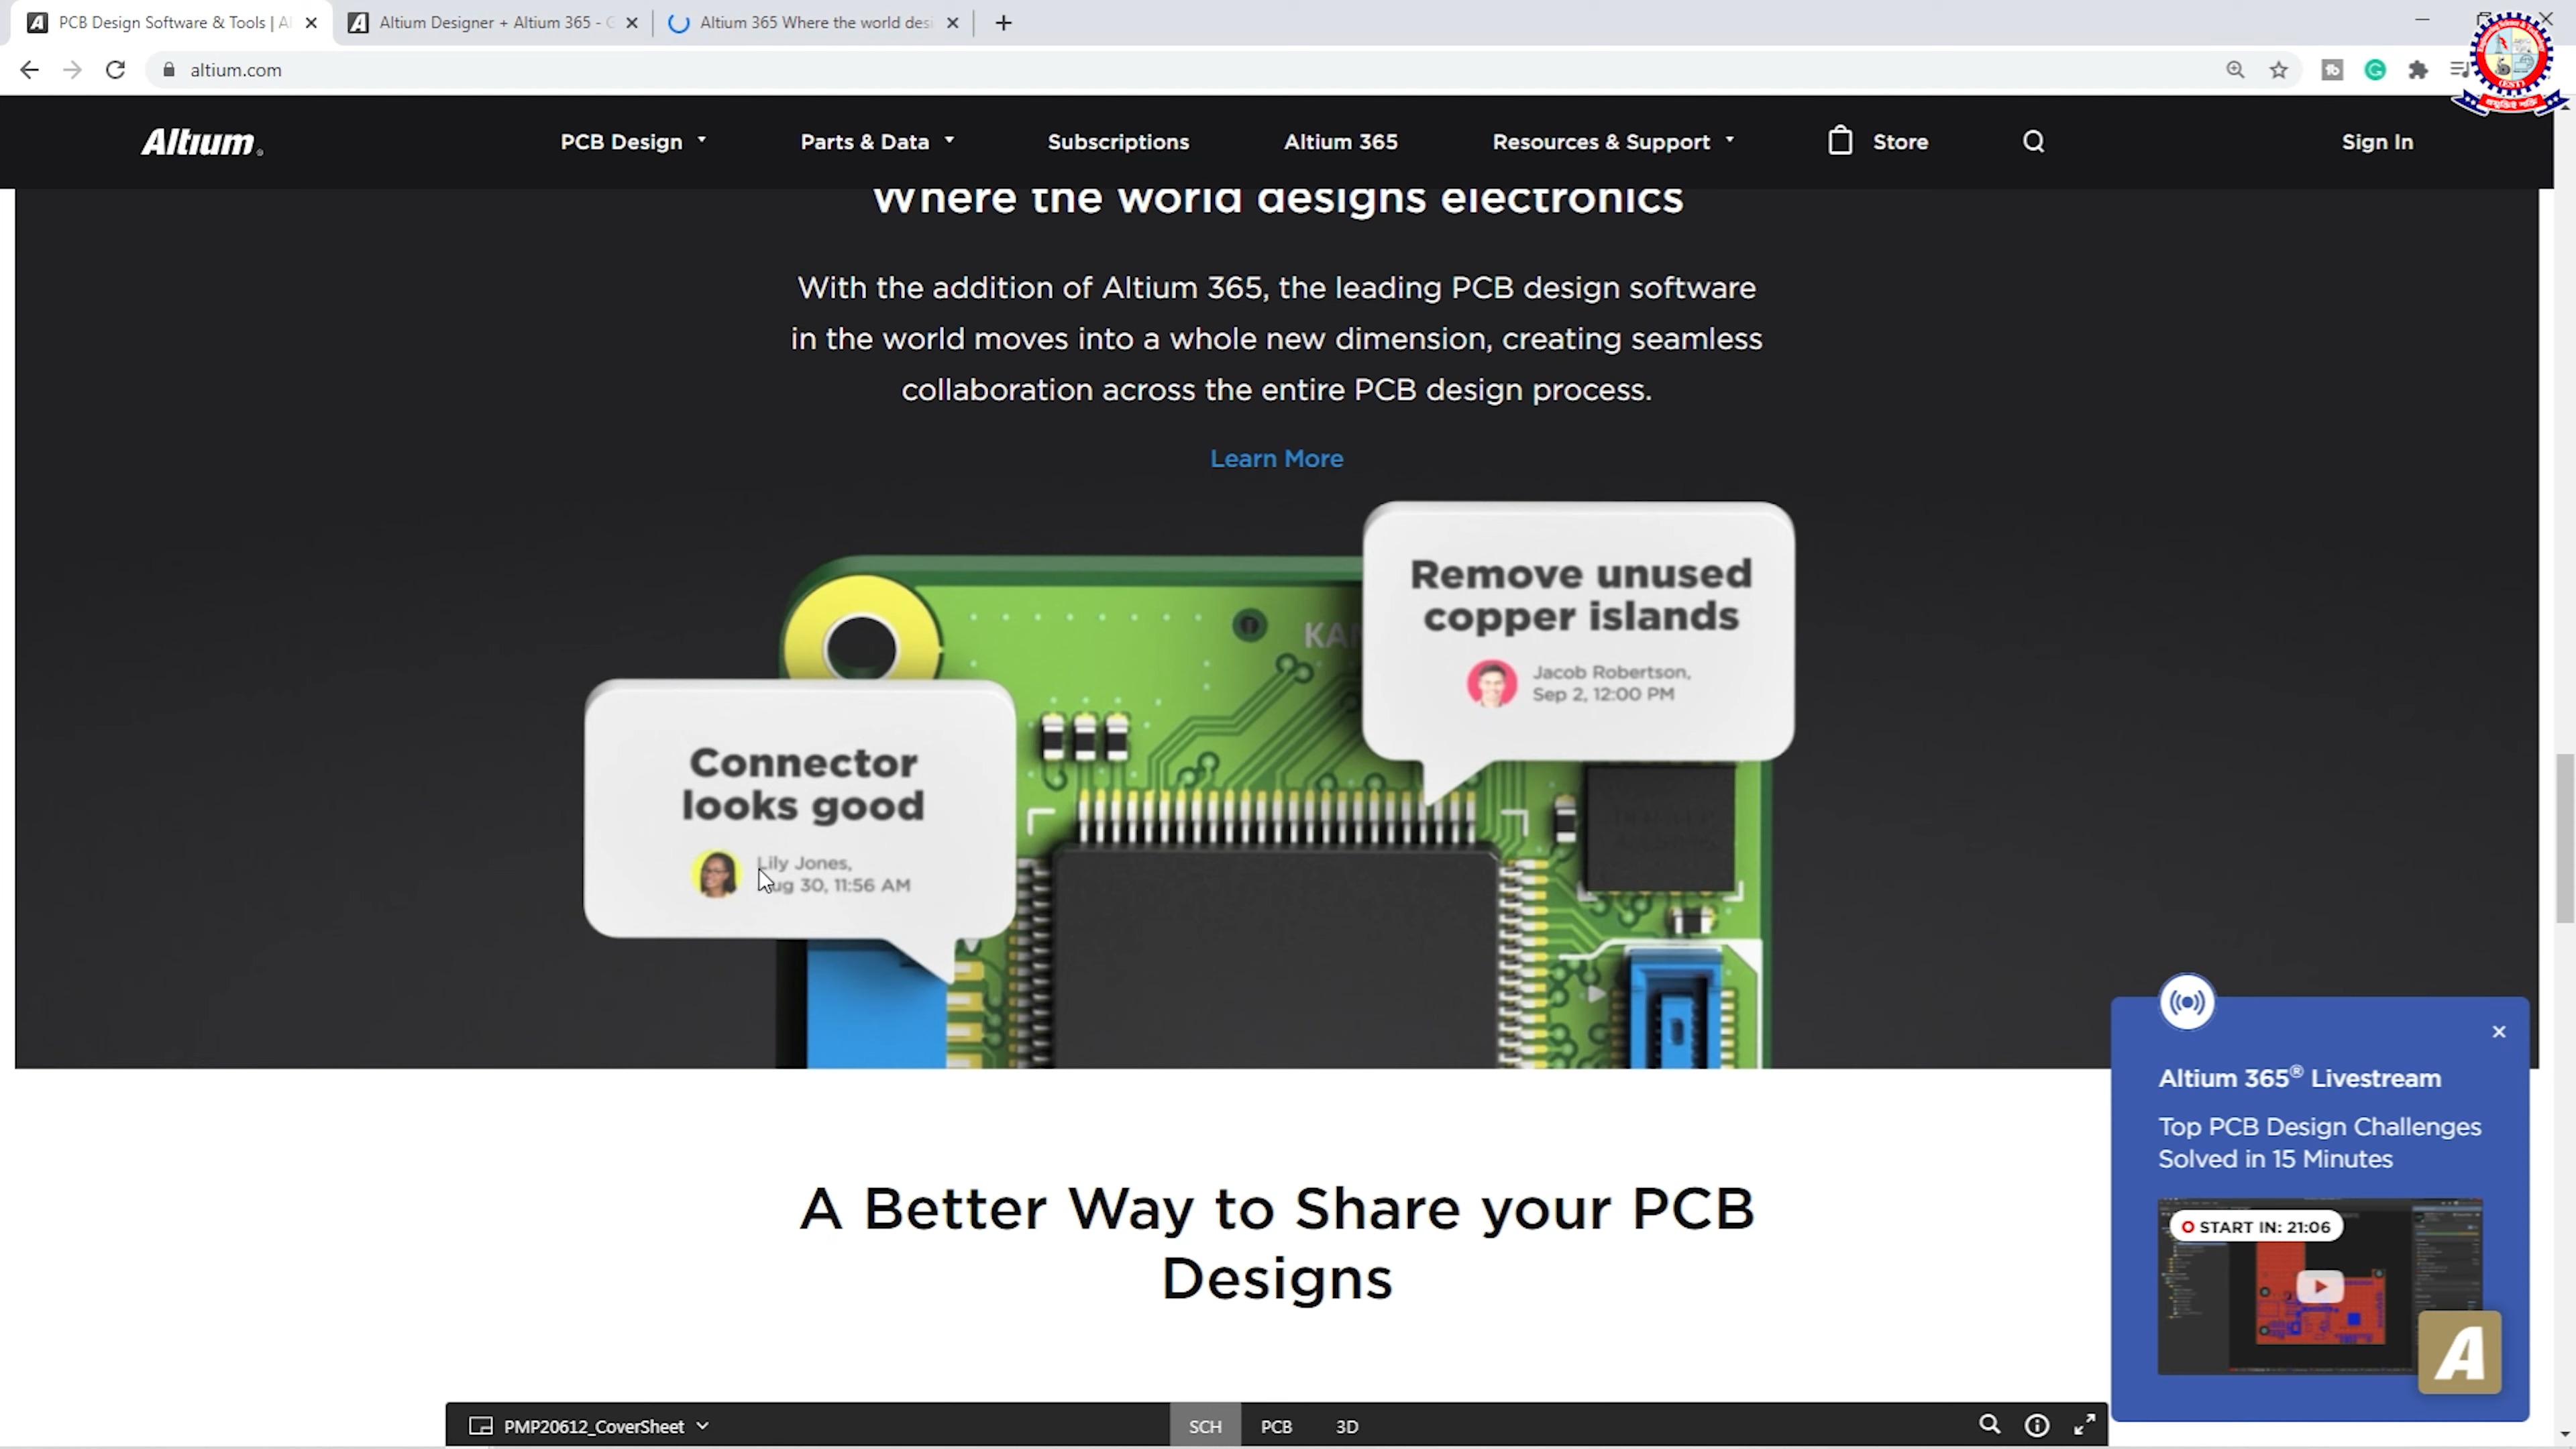 PCB Design Software & Tools | Al
Altium Designer + Altium 365 - G
Altium 365 Where the world desi
altium.com
Altium
PCB Design
Parts & Data
Subscriptions
Altium 365
Resources & Support
Store
Sign In
Where the world designs electronics
With the addition of Altium 365, the leading PCB design software
in the world moves into a whole new dimension, creating seamless
collaboration across the entire PCB design process.
Learn More
Remove unused
copper islands
Jacob Robertson,
Sep 2, 12:00 PM
KAM
Connector
looks good
Lily Jones,
Aug 30, 11:56 AM
Altium 365® Livestream
Top PCB Design Challenges
Solved in 15 Minutes
START IN: 21:06
A
A Better Way to Share your PCB
Designs
PMP20612_CoverSheet
SCH
PCB
3D